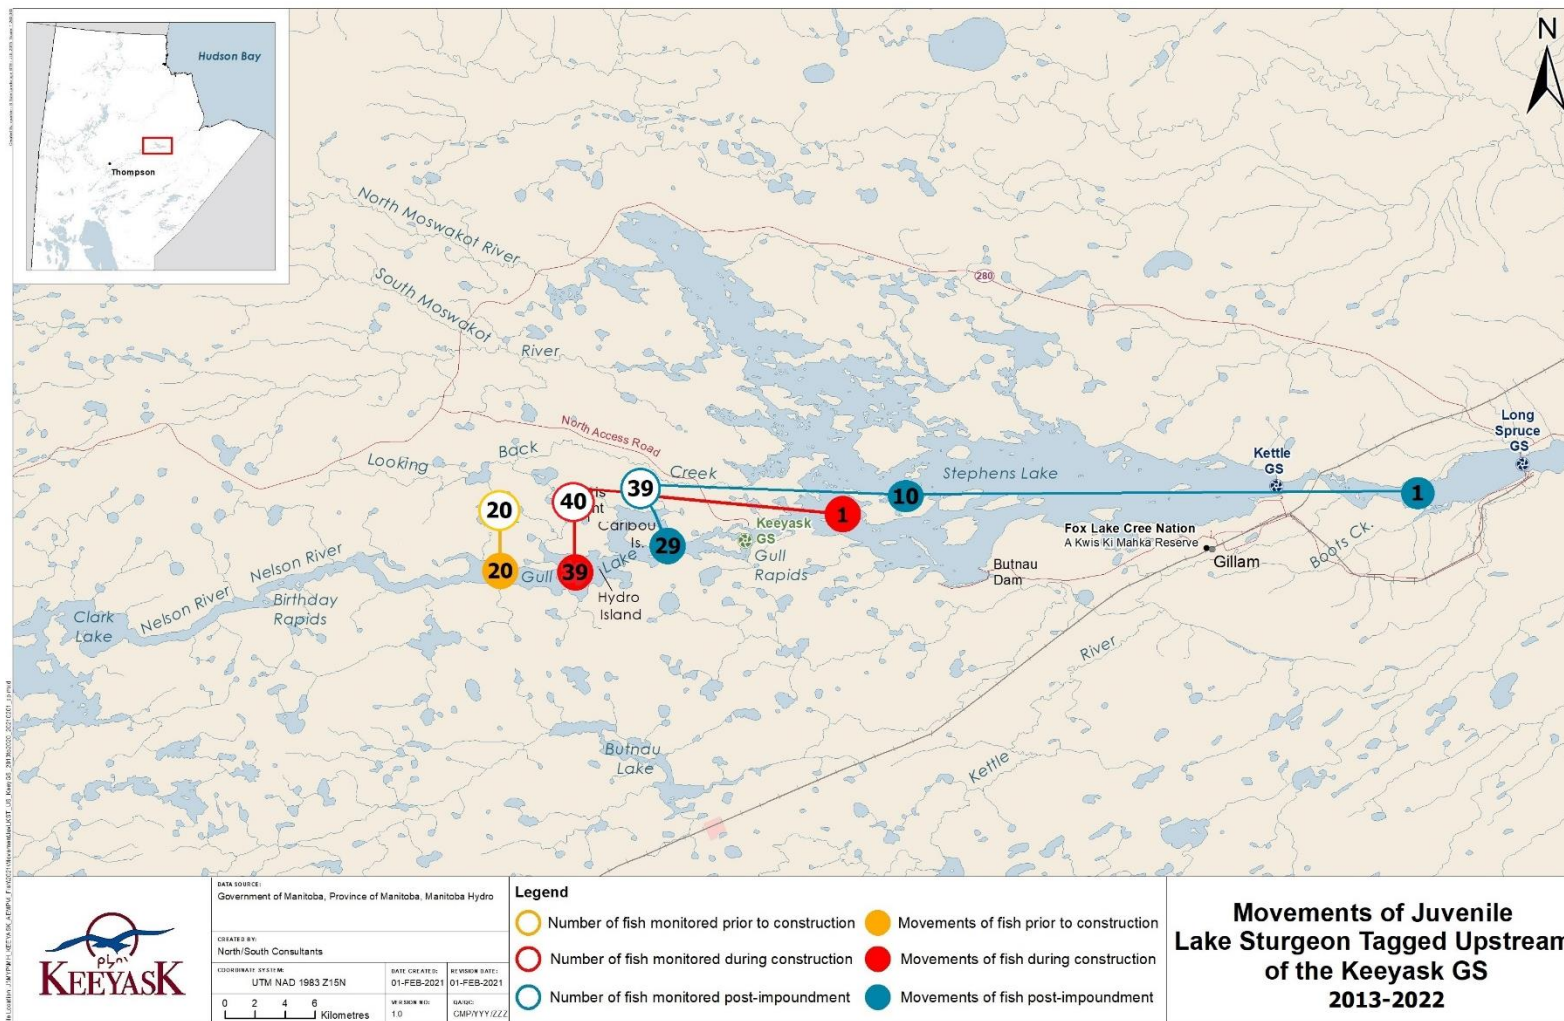 Hudson Bay
Thompson
N
North Moswakot River
South Moswakot
River
280
North Access Road
Looking
Back
Creek
Stephens Lake
Kettle
GS
Long
Spruce
GS
20
40
39
10
1
1
20
39
29
Caribou
Is.
Keeyask
GS
Gull
Rapids
Gull
Lake
Hydro
Island
Fox Lake Cree Nation
A Kwis Ki Mahka Reserve
Gillam
Boots Ck.
Butnau
Dam
Nelson River
Nelson River
Birthday
Rapids
Clark
Lake
Butnau
Lake
Kettle
River
KEEYASK
DATA SOURCE:
Government of Manitoba, Province of Manitoba, Manitoba Hydro
CREATED BY:
North/South Consultants
COORDINATE SYSTEM:
UTM NAD 1983 Z15N
DATE CREATED:
01-FEB-2021
REVISION DATE:
01-FEB-2021
0 2 4 6
Kilometres
VERSION NO:
1.0
QA/QC:
CMP/YYY/ZZZ
Legend
Number of fish monitored prior to construction
Number of fish monitored during construction
Number of fish monitored post-impoundment
Movements of fish prior to construction
Movements of fish during construction
Movements of fish post-impoundment
Movements of Juvenile
Lake Sturgeon Tagged Upstream
of the Keeyask GS
2013-2022